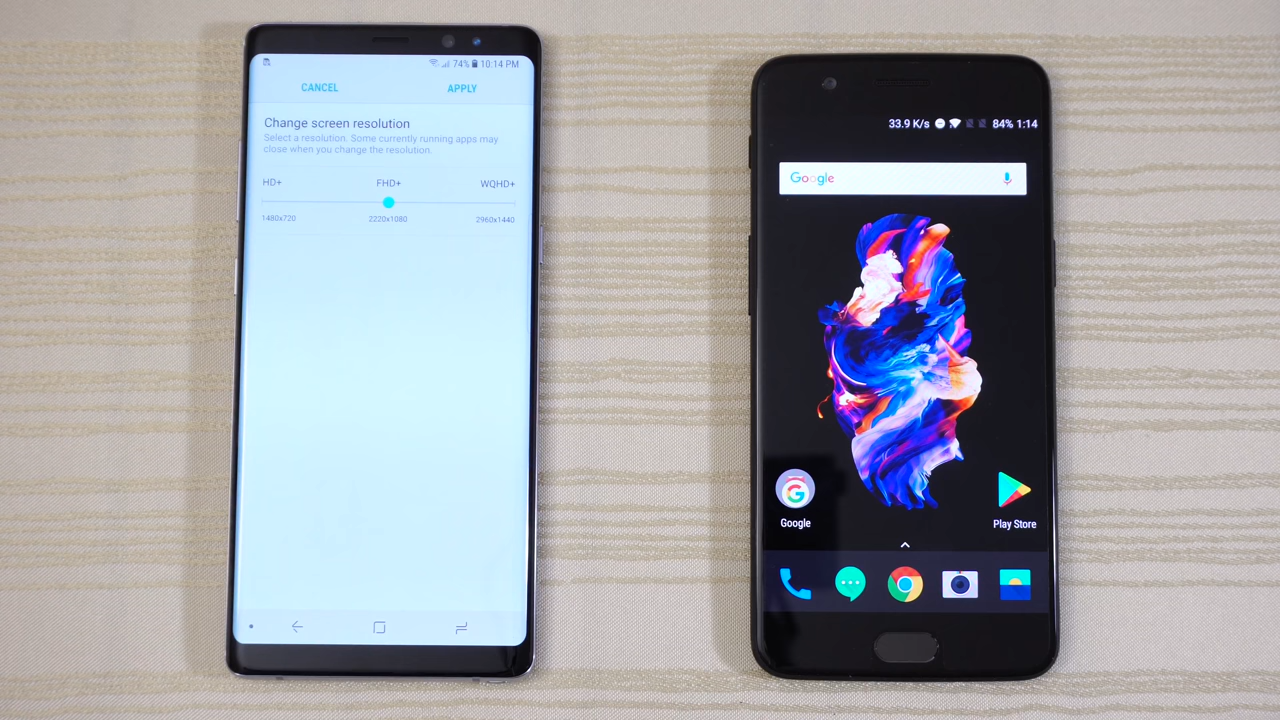 74% 10:14 PM
CANCEL APPLY
Change screen resolution
Select a resolution. Some currently running apps may
close when you change the resolution.
HD+ FHD+ WQHD+
1480x720 2220x1080 2960x1440
33.9 K/s 84% 1:14
Google
Google Play Store